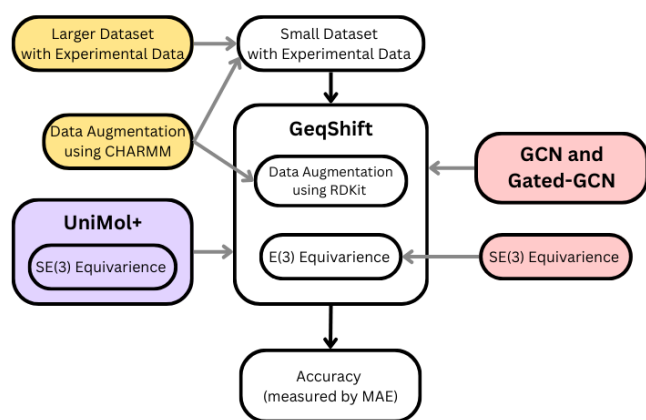 Larger Dataset
with Experimental Data
Small Dataset
with Experimental Data
Data Augmentation
using CHARMM
GeqShift
Data Augmentation
using RDKit
GCN and
Gated-GCN
UniMol+
SE(3) Equivarience
E(3) Equivarience
SE(3) Equivarience
Accuracy
(measured by MAE)